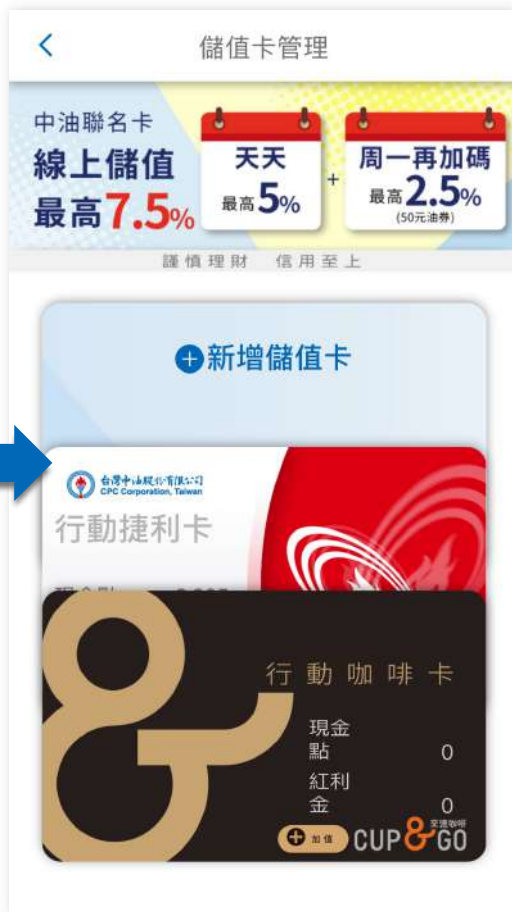 儲值卡管理
中油聯名卡
線上儲值
最高7.5%
天天
最高5%
+
周一再加碼
最高2.5%
(50元油券)
謹慎理財 信用至上
新增儲值卡
台灣中油股份有限公司
CPC Corporation, Taiwan
行動捷利卡
行動咖啡卡
現金
點 0
紅利
金 0
加值
來速咖啡
CUP&GO